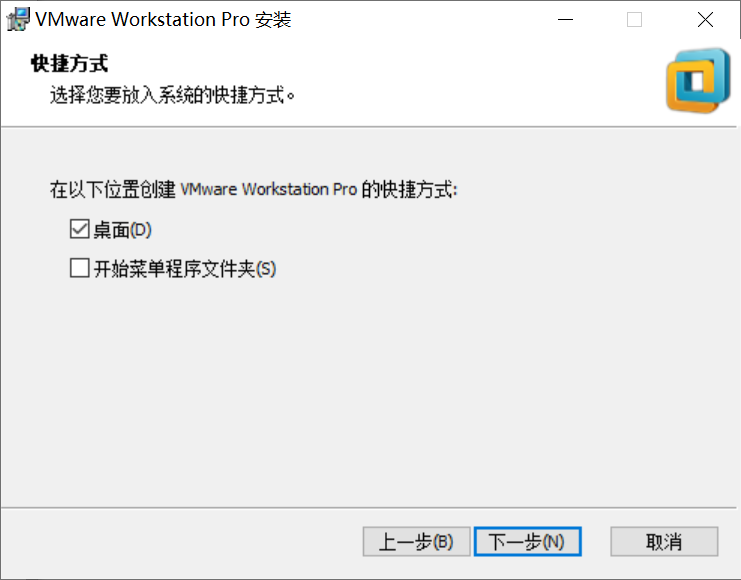 VMware Workstation Pro 安装
快捷方式
选择您要放入系统的快捷方式。
在以下位置创建 VMware Workstation Pro 的快捷方式:
桌面(D)
开始菜单程序文件夹(S)
上一步(B) 下一步(N) 取消